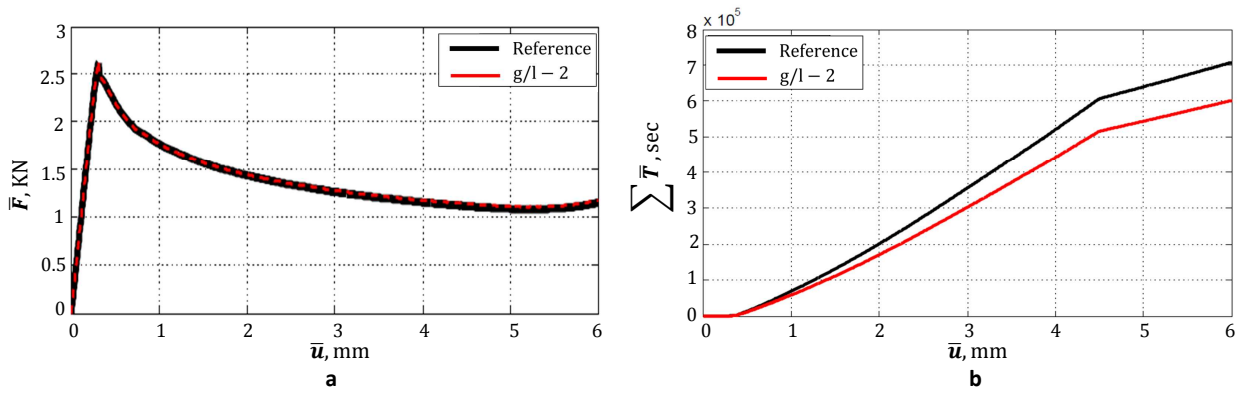 3
2.5
2
1.5
1
0.5
0
0 1 2 3 4 5 6
F̅, KN
u̅, mm
Reference
g/l − 2
a
x 10⁵
8
7
6
5
4
3
2
1
0
0 1 2 3 4 5 6
∑ T̅, sec
u̅, mm
Reference
g/l − 2
b